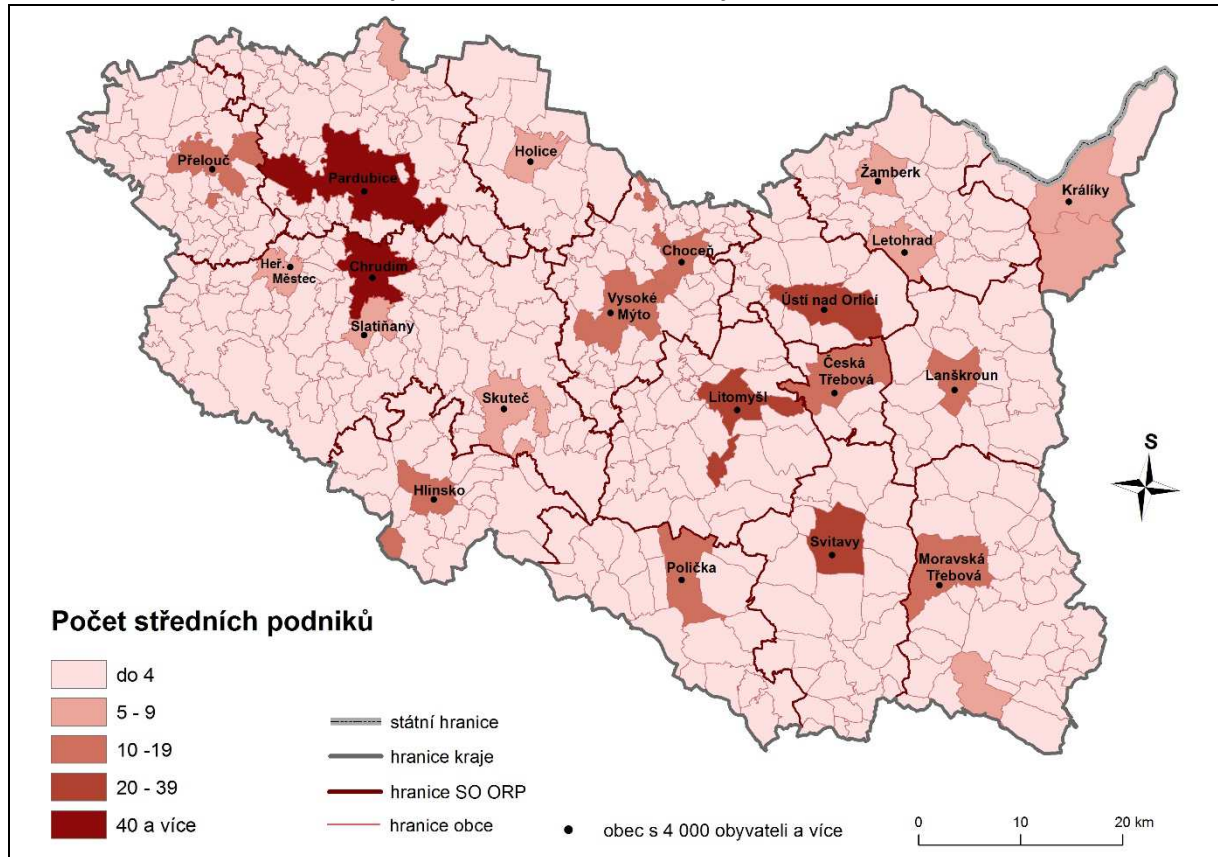 Přelouč
Pardubice
Holice
Žamberk
Králíky
Letohrad
Choceň
Heř.
Městec
Chrudim
Vysoké
Mýto
Ústí nad Orlicí
Slatiňany
Česká
Třebová
Lanškroun
Litomyšl
Skuteč
S
Hlinsko
Svitavy
Moravská
Třebová
Polička
Počet středních podniků
do 4
5 - 9
10 -19
20 - 39
40 a více
státní hranice
hranice kraje
hranice SO ORP
hranice obce
obec s 4 000 obyvateli a více
0 10 20 km